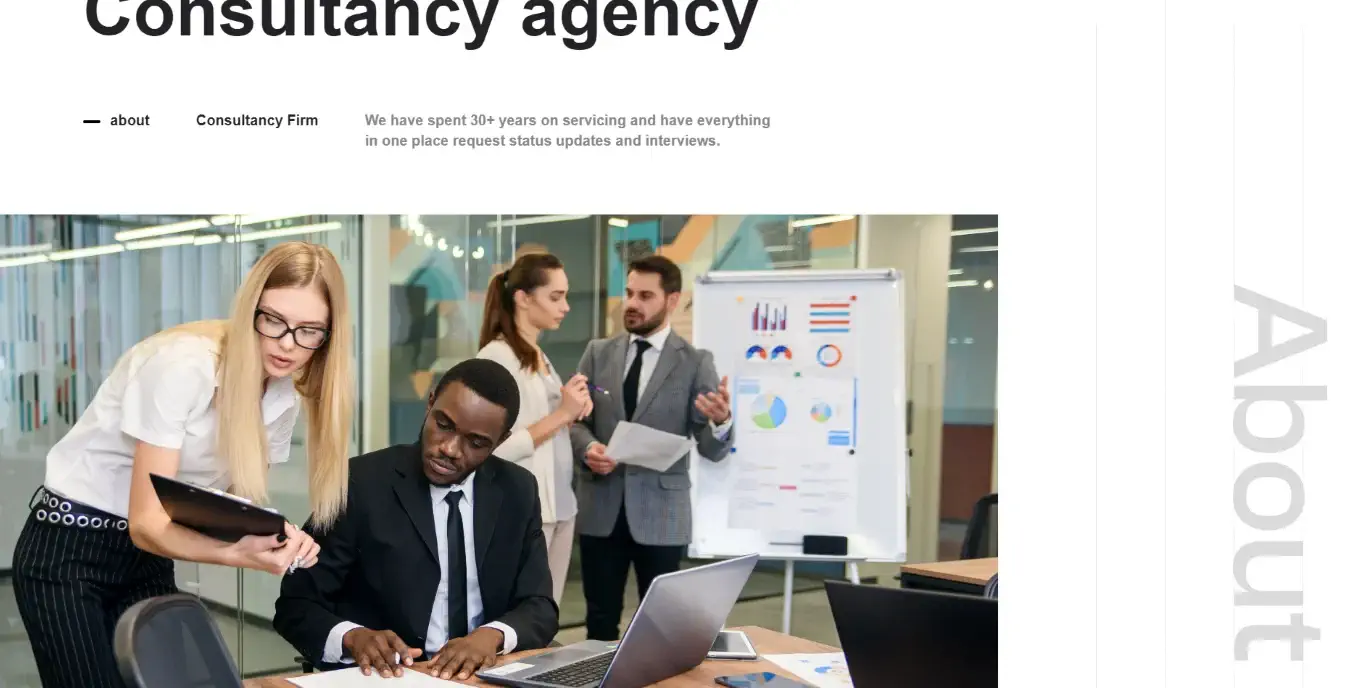 Consultancy agency
about
Consultancy Firm
We have spent 30+ years on servicing and have everything
in one place request status updates and interviews.
About